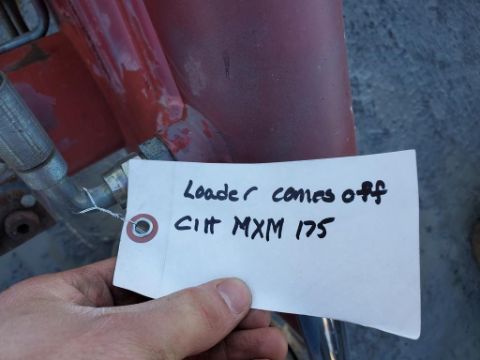 Loader comes off
CIH MXM 175